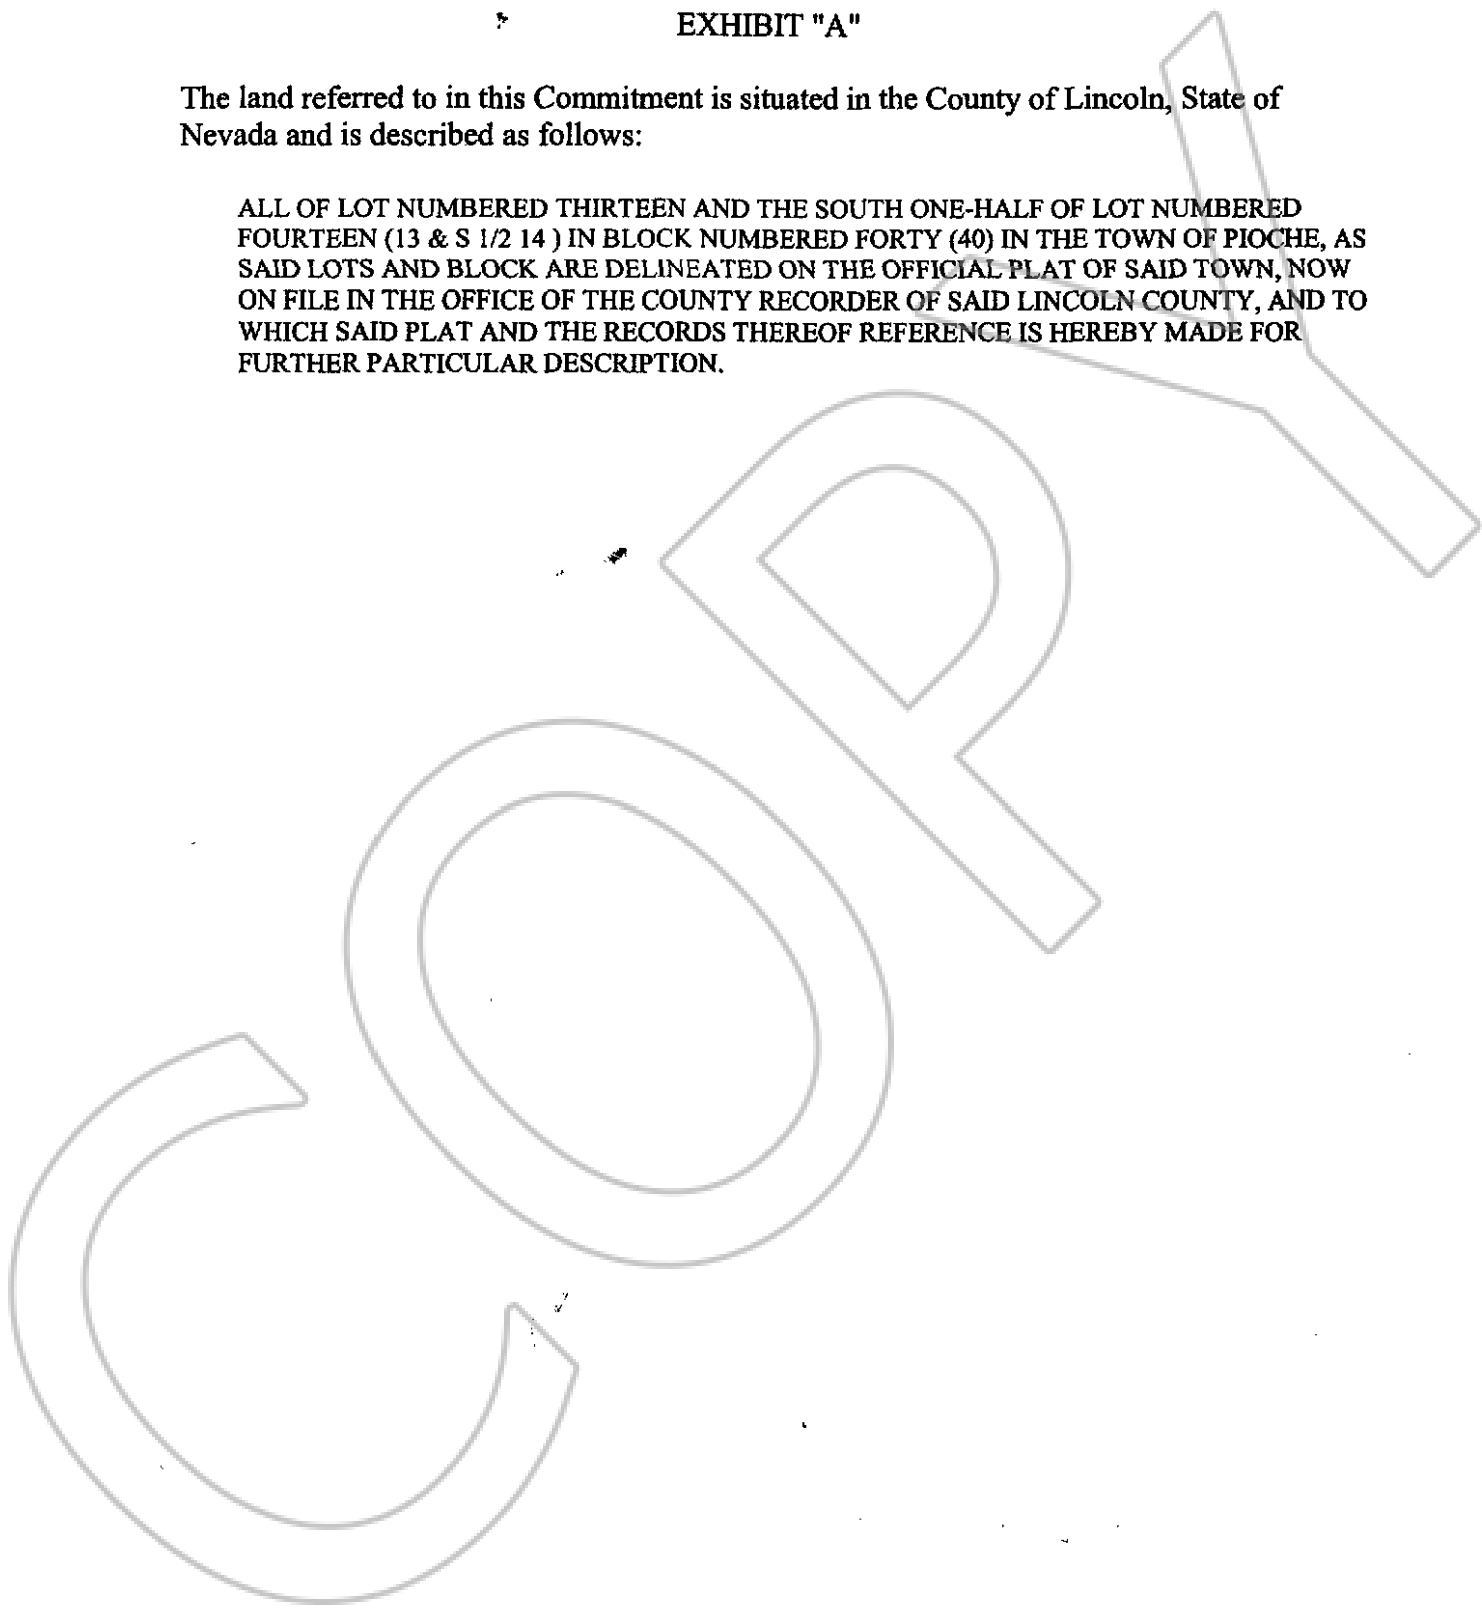 EXHIBIT "A"
The land referred to in this Commitment is situated in the County of Lincoln, State of
Nevada and is described as follows:
ALL OF LOT NUMBERED THIRTEEN AND THE SOUTH ONE-HALF OF LOT NUMBERED
FOURTEEN (13 & S 1/2 14 ) IN BLOCK NUMBERED FORTY (40) IN THE TOWN OF PIOCHE, AS
SAID LOTS AND BLOCK ARE DELINEATED ON THE OFFICIAL PLAT OF SAID TOWN, NOW
ON FILE IN THE OFFICE OF THE COUNTY RECORDER OF SAID LINCOLN COUNTY, AND TO
WHICH SAID PLAT AND THE RECORDS THEREOF REFERENCE IS HEREBY MADE FOR
FURTHER PARTICULAR DESCRIPTION.
COPY